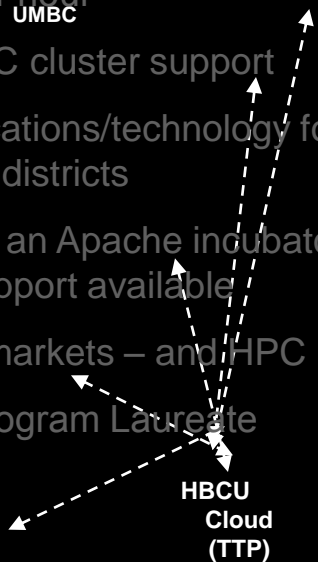 hour
UMBC
C cluster support
ations/technology fo
districts
an Apache incubato
pport available
markets – and HPC
ogram Laureate
HBCU
Cloud
(TTP)